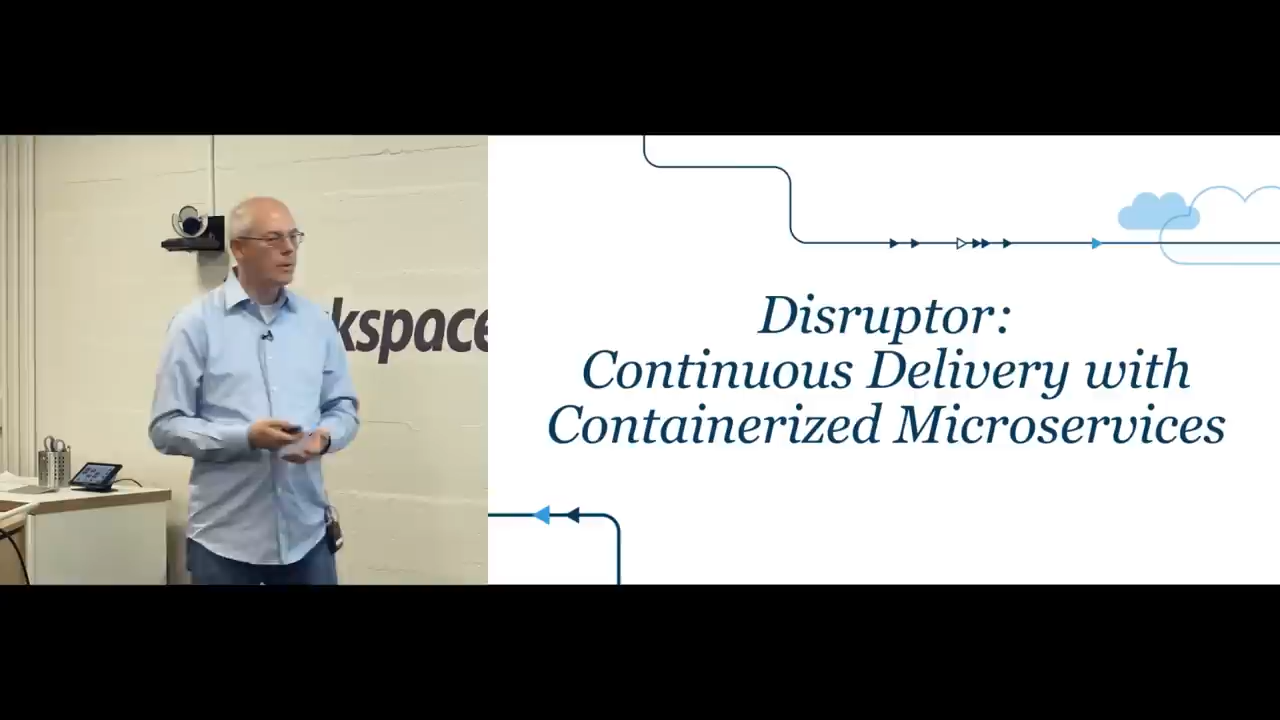 kspace
Disruptor:
Continuous Delivery with
Containerized Microservices